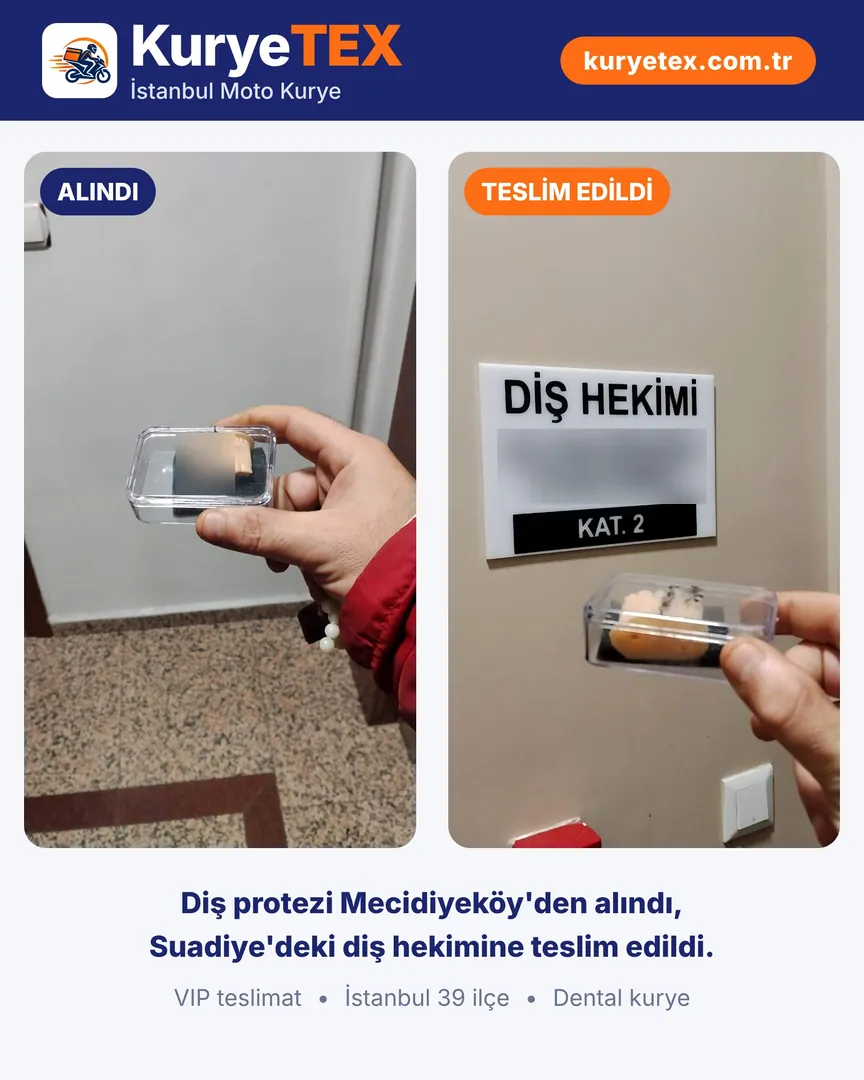 KuryeTEX
İstanbul Moto Kurye
kuryetex.com.tr
ALINDI
TESLİM EDİLDİ
DİŞ HEKİMİ
KAT. 2
Diş protezi Mecidiyeköy'den alındı,
Suadiye'deki diş hekimine teslim edildi.
VIP teslimat • İstanbul 39 ilçe • Dental kurye